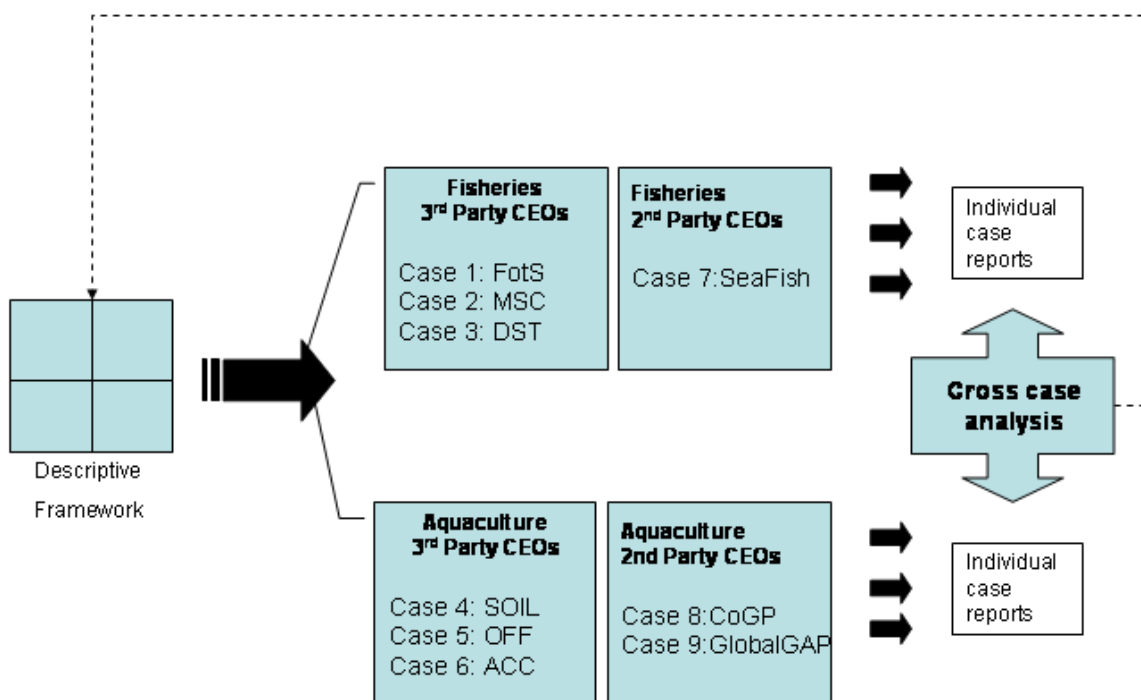 Fisheries
3rd Party CEOs
Case 1: FotS
Case 2: MSC
Case 3: DST
Fisheries
2nd Party CEOs
Case 7:SeaFish
Individual
case
reports
Descriptive
Framework
Cross case
analysis
Aquaculture
3rd Party CEOs
Case 4: SOIL
Case 5: OFF
Case 6: ACC
Aquaculture
2nd Party CEOs
Case 8:CoGP
Case 9:GlobalGAP
Individual
case
reports